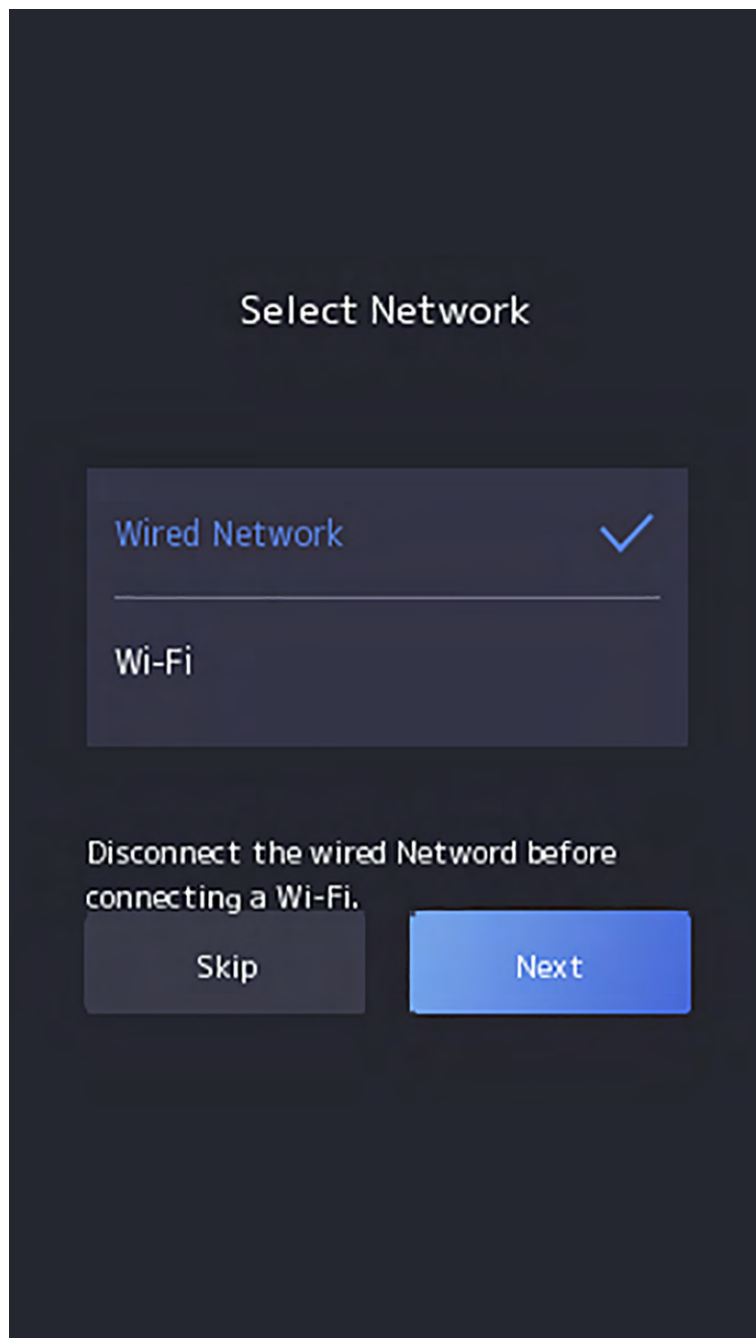 Select Network
Wired Network
Wi-Fi
Disconnect the wired Netword before
connecting a Wi-Fi.
Skip
Next